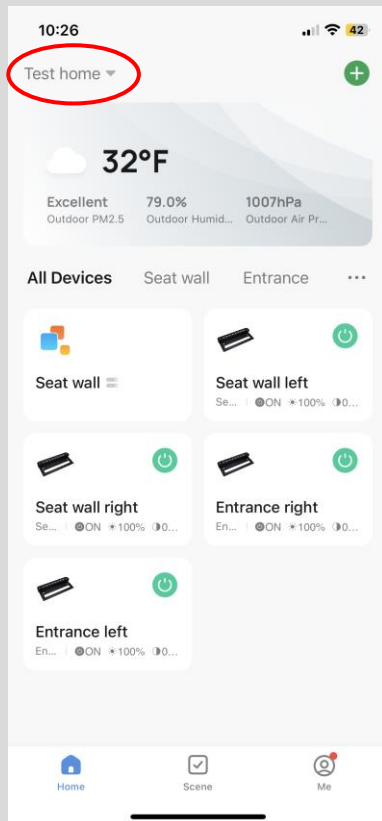 10:26
42
Test home
32°F
Excellent 79.0% 1007hPa
Outdoor PM2.5 Outdoor Humid... Outdoor Air Pr...
All Devices Seat wall Entrance ...
Seat wall
Seat wall left
Se... ON 100% 0...
Seat wall right
Se... ON 100% 0...
Entrance right
En... ON 100% 0...
Entrance left
En... ON 100% 0...
Home Scene Me